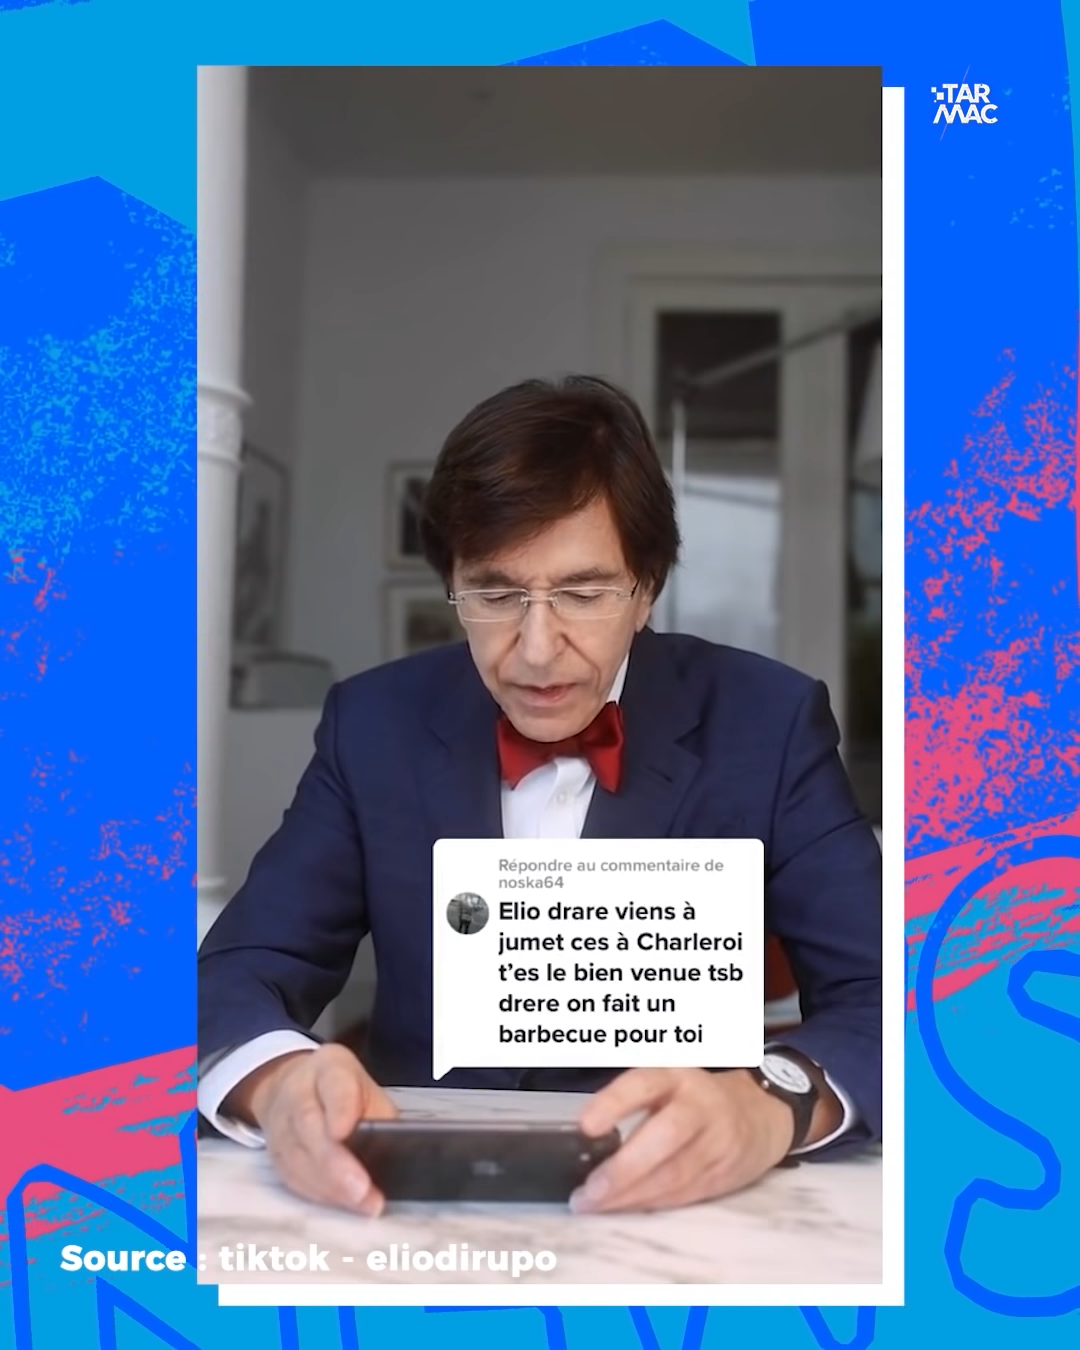 TAR
MAC
Répondre au commentaire de
noska64
Elio drare viens à
jumet ces à Charleroi
t’es le bien venue tsb
drere on fait un
barbecue pour toi
Source : tiktok - eliodirupo
NEWS